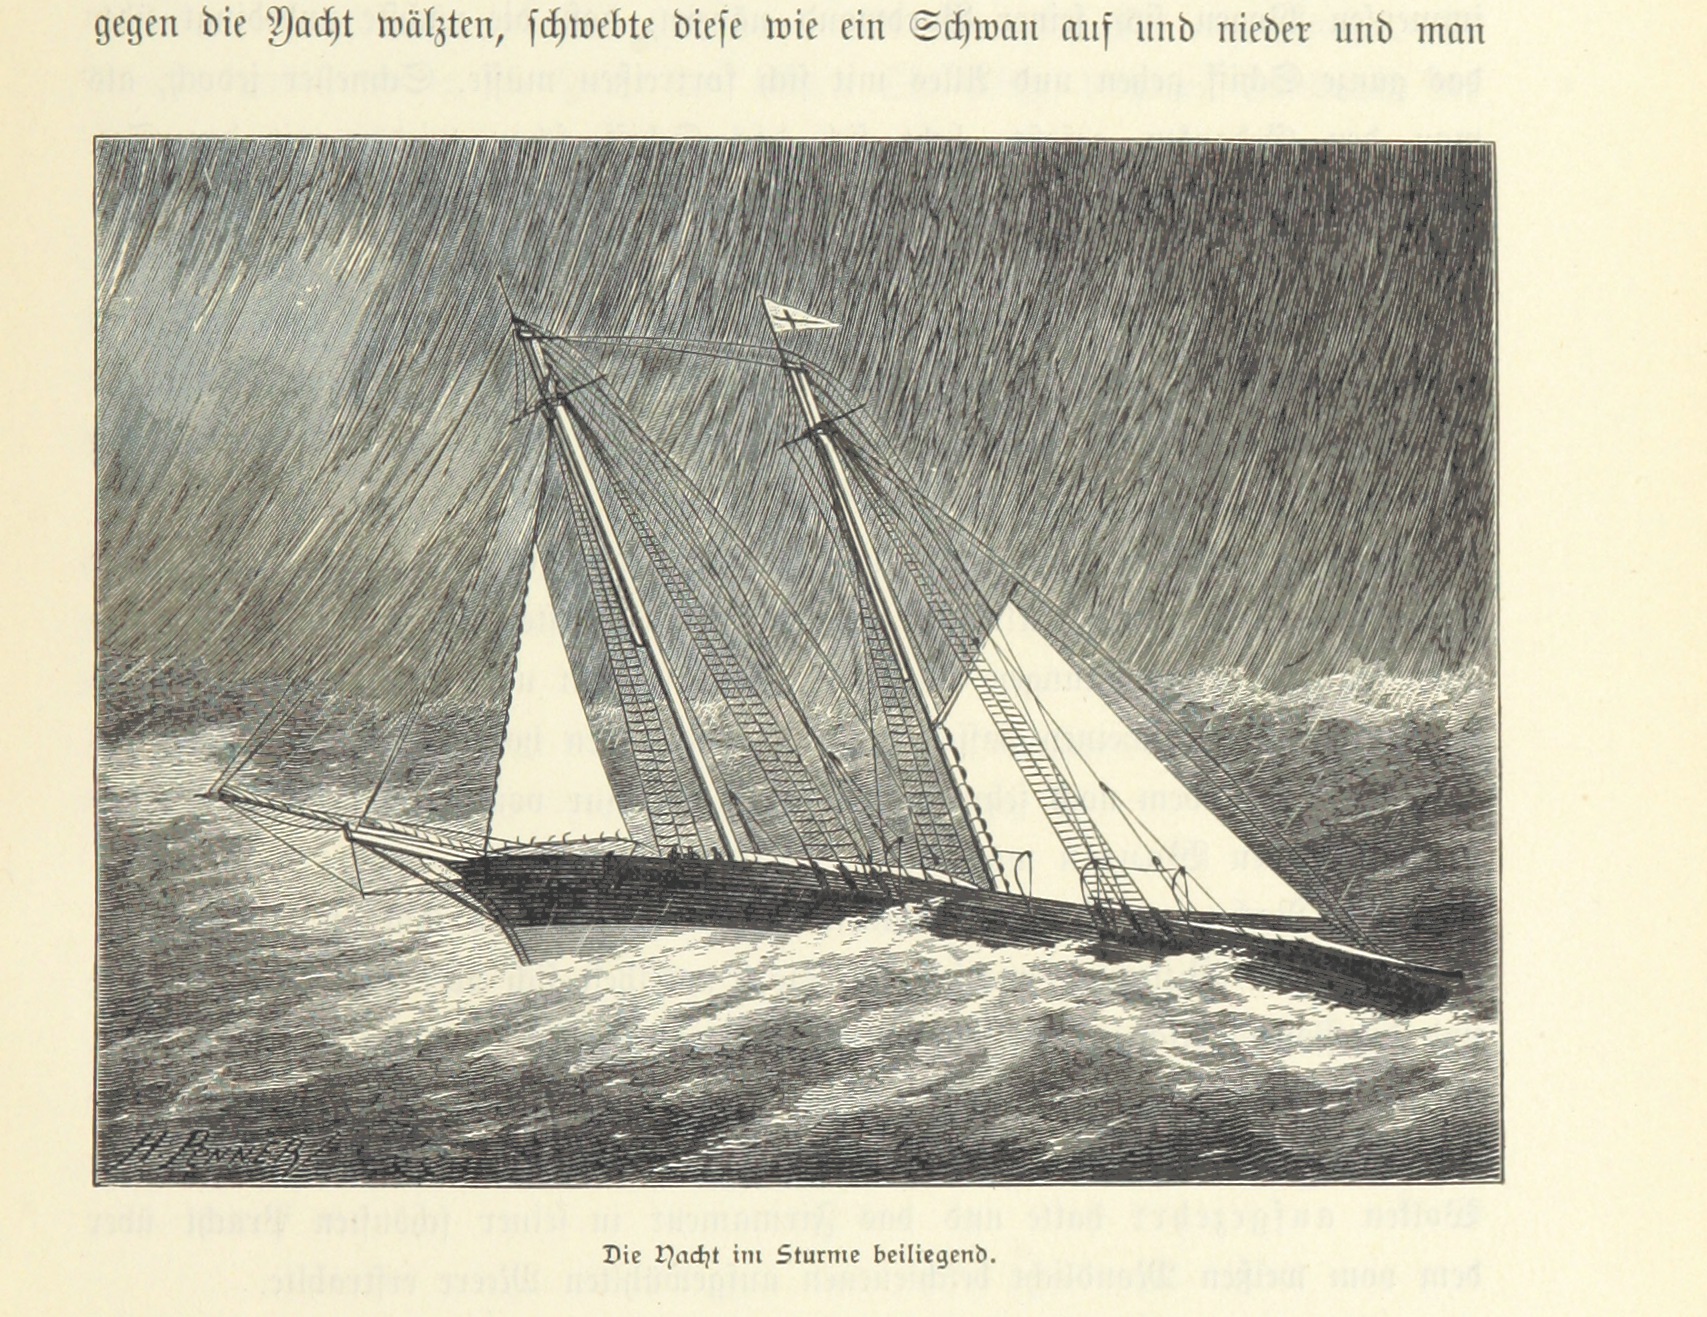 gegen die Yacht wälzten, ſchwebte dieſe wie ein Schwan auf und nieder und man
H. PENNER
Die Yacht im Sturme beiliegend.